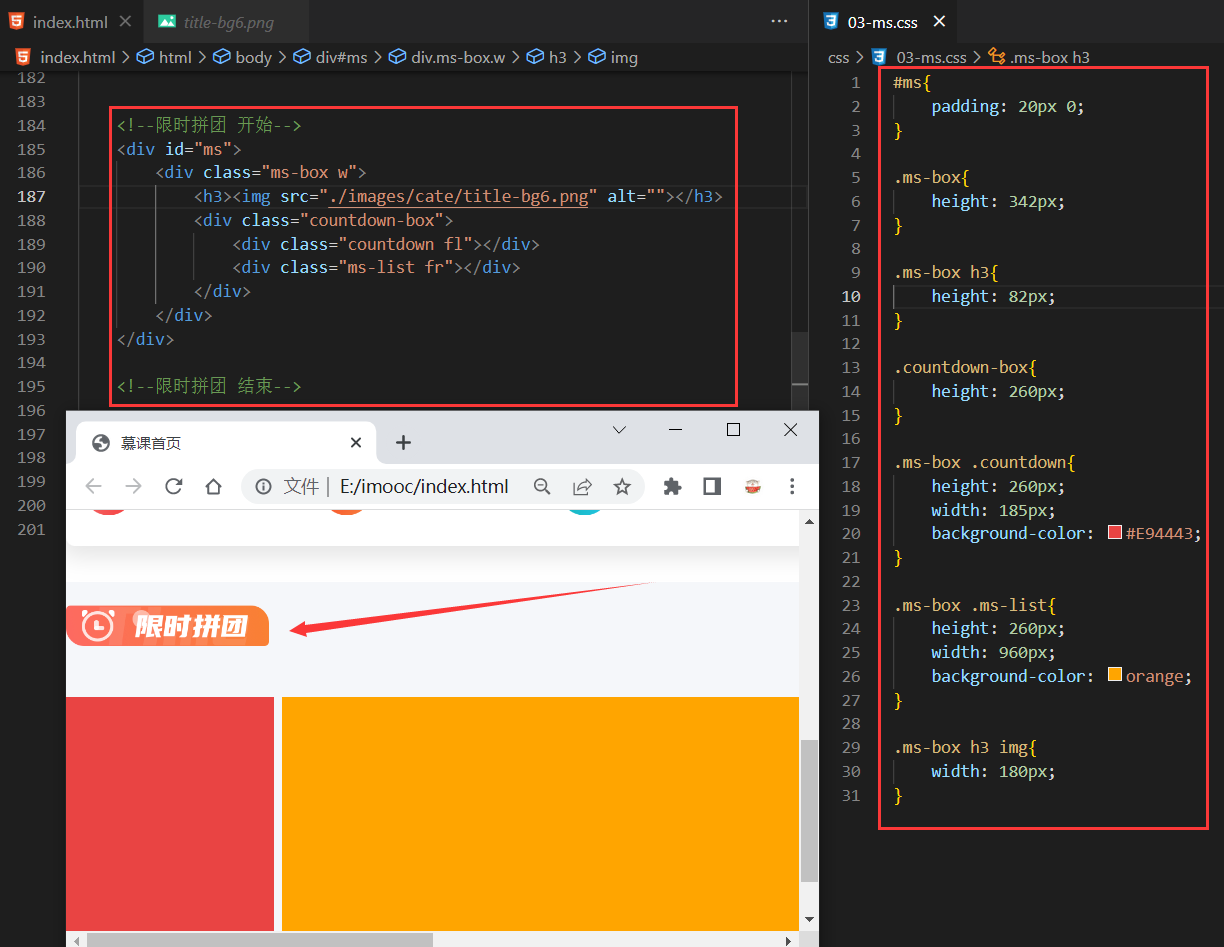 index.html
title-bg6.png
index.html > html > body > div#ms > div.ms-box.w > h3 > img
182
183
184 <!--限时拼团 开始-->
185 <div id="ms">
186 <div class="ms-box w">
187 <h3><img src="./images/cate/title-bg6.png" alt=""></h3>
188 <div class="countdown-box">
189 <div class="countdown fl"></div>
190 <div class="ms-list fr"></div>
191 </div>
192 </div>
193 </div>
194
195 <!--限时拼团 结束-->
196
197
198
199
200
201
慕课首页
文件 | E:/imooc/index.html
限时拼团
03-ms.css
css > 03-ms.css > .ms-box h3
1 #ms{
2 padding: 20px 0;
3 }
4
5 .ms-box{
6 height: 342px;
7 }
8
9 .ms-box h3{
10 height: 82px;
11 }
12
13 .countdown-box{
14 height: 260px;
15 }
16
17 .ms-box .countdown{
18 height: 260px;
19 width: 185px;
20 background-color: #E94443;
21 }
22
23 .ms-box .ms-list{
24 height: 260px;
25 width: 960px;
26 background-color: orange;
27 }
28
29 .ms-box h3 img{
30 width: 180px;
31 }